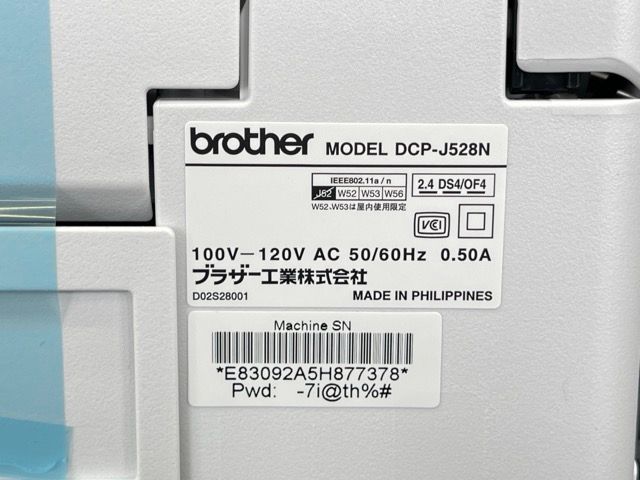 brother MODEL DCP-J528N
IEEE802.11a/n
J52 W52 W53 W56
2.4 DS4/OF4
W52、W53は屋内使用限定
VCI
100V－120V AC 50/60Hz 0.50A
ブラザー工業株式会社
D02S28001 MADE IN PHILIPPINES
Machine SN
*E83092A5H877378*
Pwd: -7i@th%#